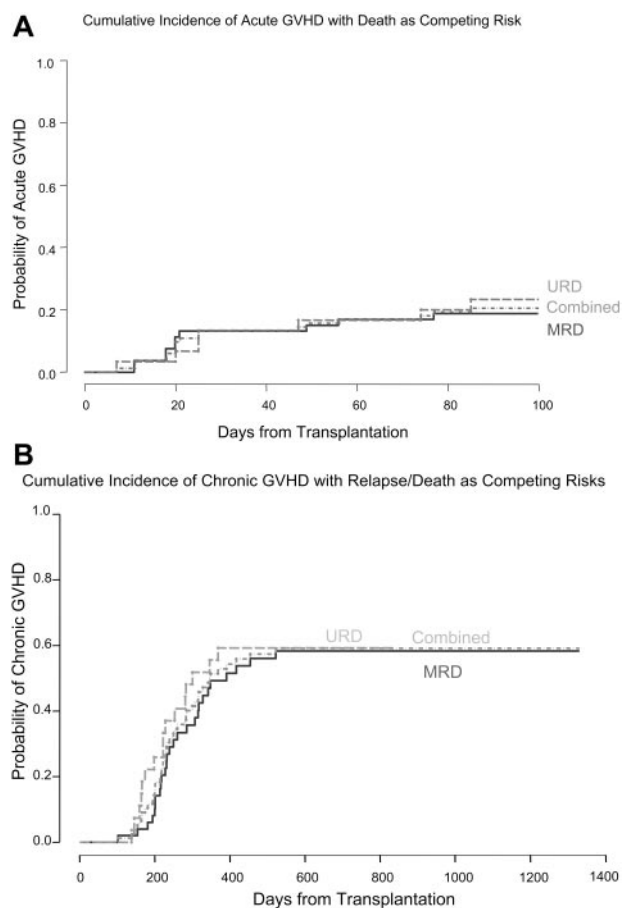 A
Cumulative Incidence of Acute GVHD with Death as Competing Risk
1.0
0.8
0.6
0.4
0.2
0.0
Probability of Acute GVHD
URD
Combined
MRD
0 20 40 60 80 100
Days from Transplantation
B
Cumulative Incidence of Chronic GVHD with Relapse/Death as Competing Risks
1.0
0.8
0.6
0.4
0.2
0.0
Probability of Chronic GVHD
URD Combined
MRD
0 200 400 600 800 1000 1200 1400
Days from Transplantation